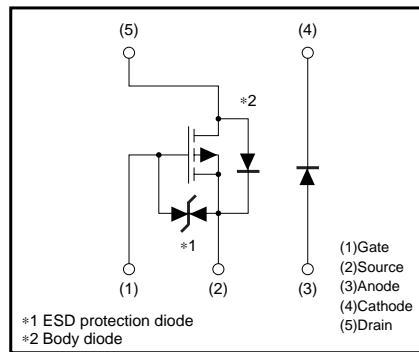 (5) (4)
∗2
∗1
(1) (2) (3)
(1)Gate
(2)Source
(3)Anode
(4)Cathode
(5)Drain
∗1 ESD protection diode
∗2 Body diode